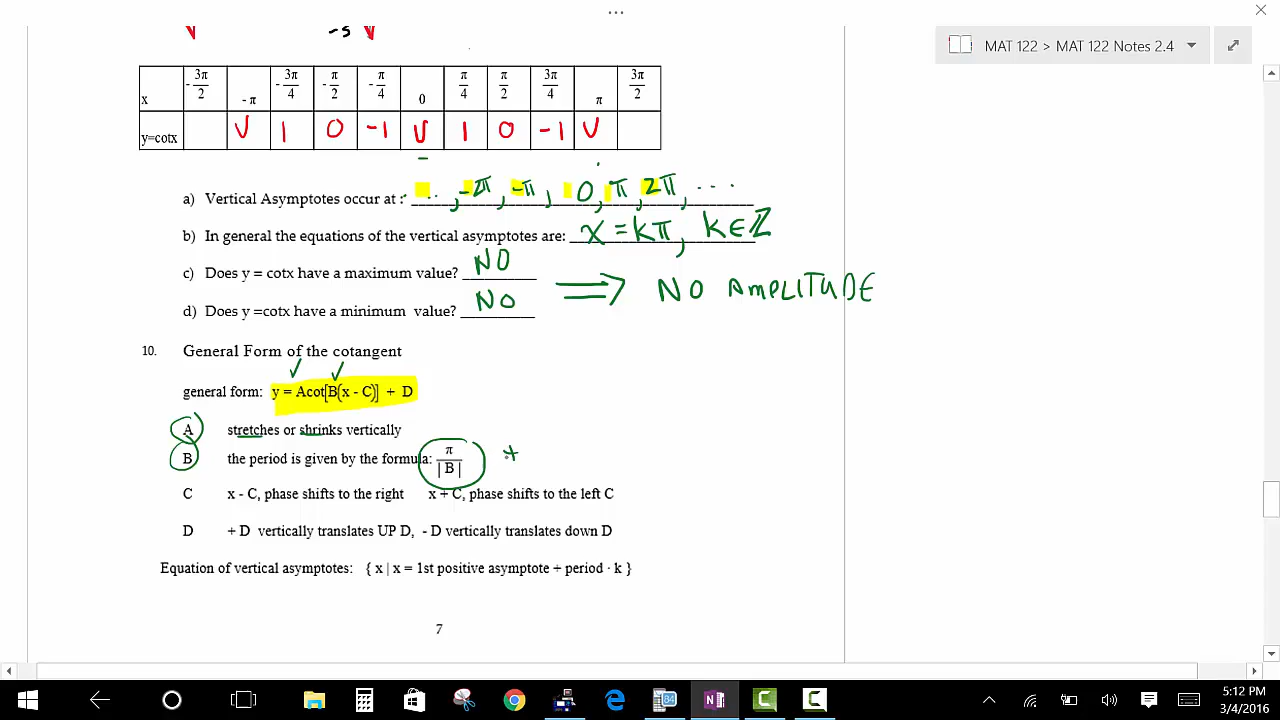 ...
MAT 122 > MAT 122 Notes 2.4
-s
x -3π/2 -π -3π/4 -π/2 -π/4 0 π/4 π/2 3π/4 π 3π/2
y=cotx U 1 0 -1 U 1 0 -1 U
a) Vertical Asymptotes occur at : .., -2π, -π, 0, π, 2π, ...
b) In general the equations of the vertical asymptotes are: x = kπ, k∈ℤ
c) Does y = cotx have a maximum value? NO
d) Does y =cotx have a minimum value? NO ⟹ NO AMPLITUDE
10. General Form of the cotangent
general form: y = Acot[B(x - C)] + D
A stretches or shrinks vertically
B the period is given by the formula: π/|B| *
C x - C, phase shifts to the right x + C, phase shifts to the left C
D + D vertically translates UP D, - D vertically translates down D
Equation of vertical asymptotes: { x | x = 1st positive asymptote + period · k }
7
5:12 PM
3/4/2016